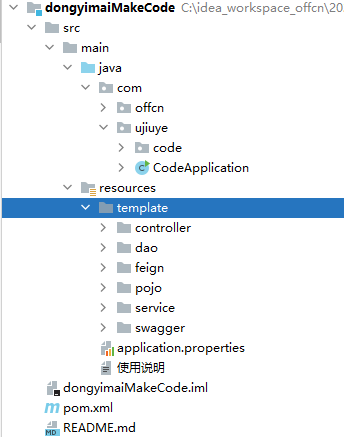 dongyimaiMakeCode C:\idea_workspace_offcn\20
src
main
java
com
offcn
ujiuye
code
CodeApplication
resources
template
controller
dao
feign
pojo
service
swagger
application.properties
使用说明
dongyimaiMakeCode.iml
pom.xml
README.md